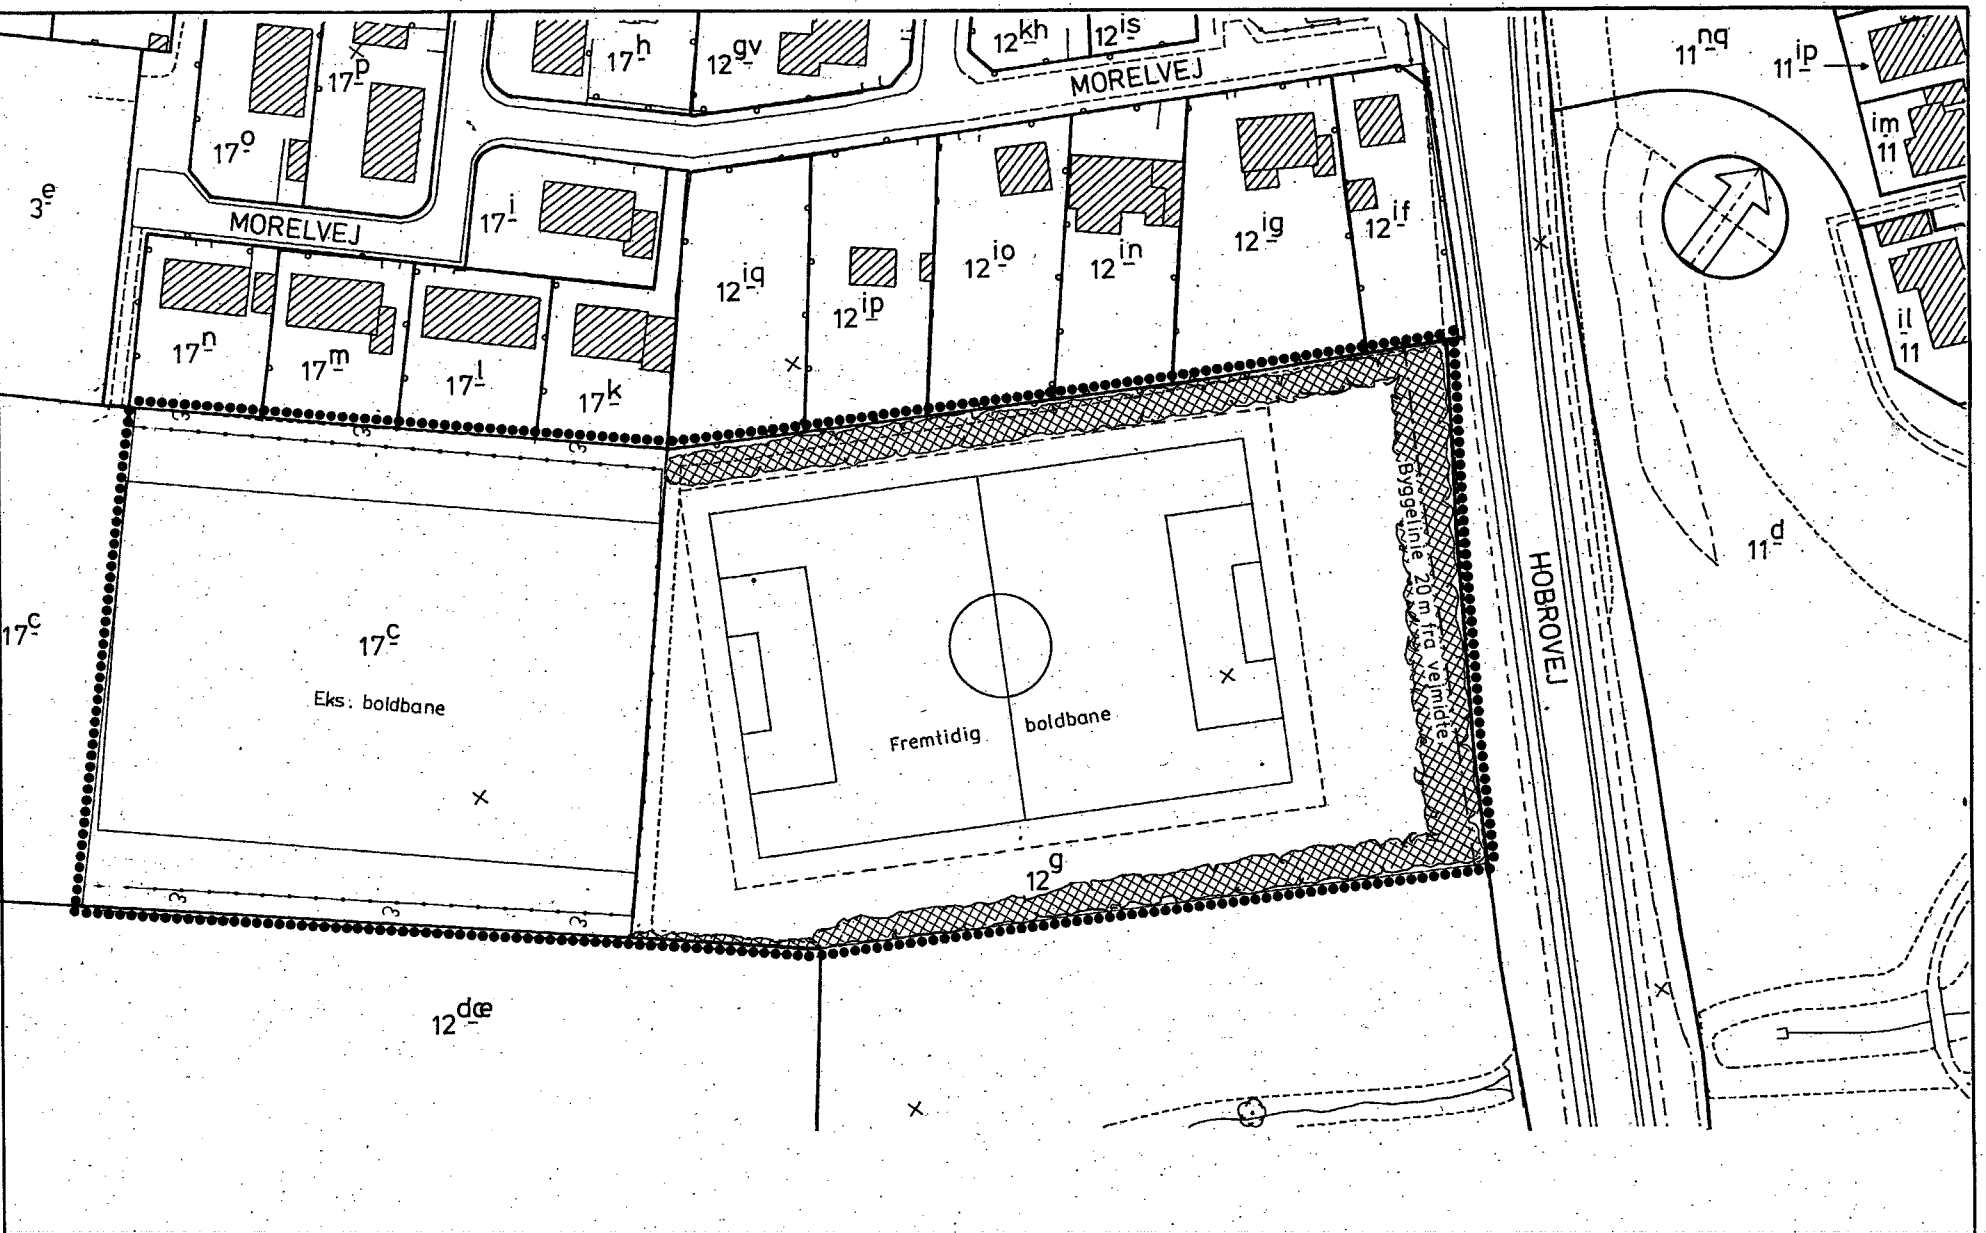 17h
12gv
12kh
12is
11nq
11ip
17p
MORELVEJ
17o
im
11
3e
17i
MORELVEJ
12iq
12ip
12io
12in
12ig
12if
17n
17m
17l
17k
il
11
Byggelinie 20m fra vejmidte
HOBROVEJ
11d
17c
17c
Eks. boldbane
Fremtidig boldbane
12g
12dæ